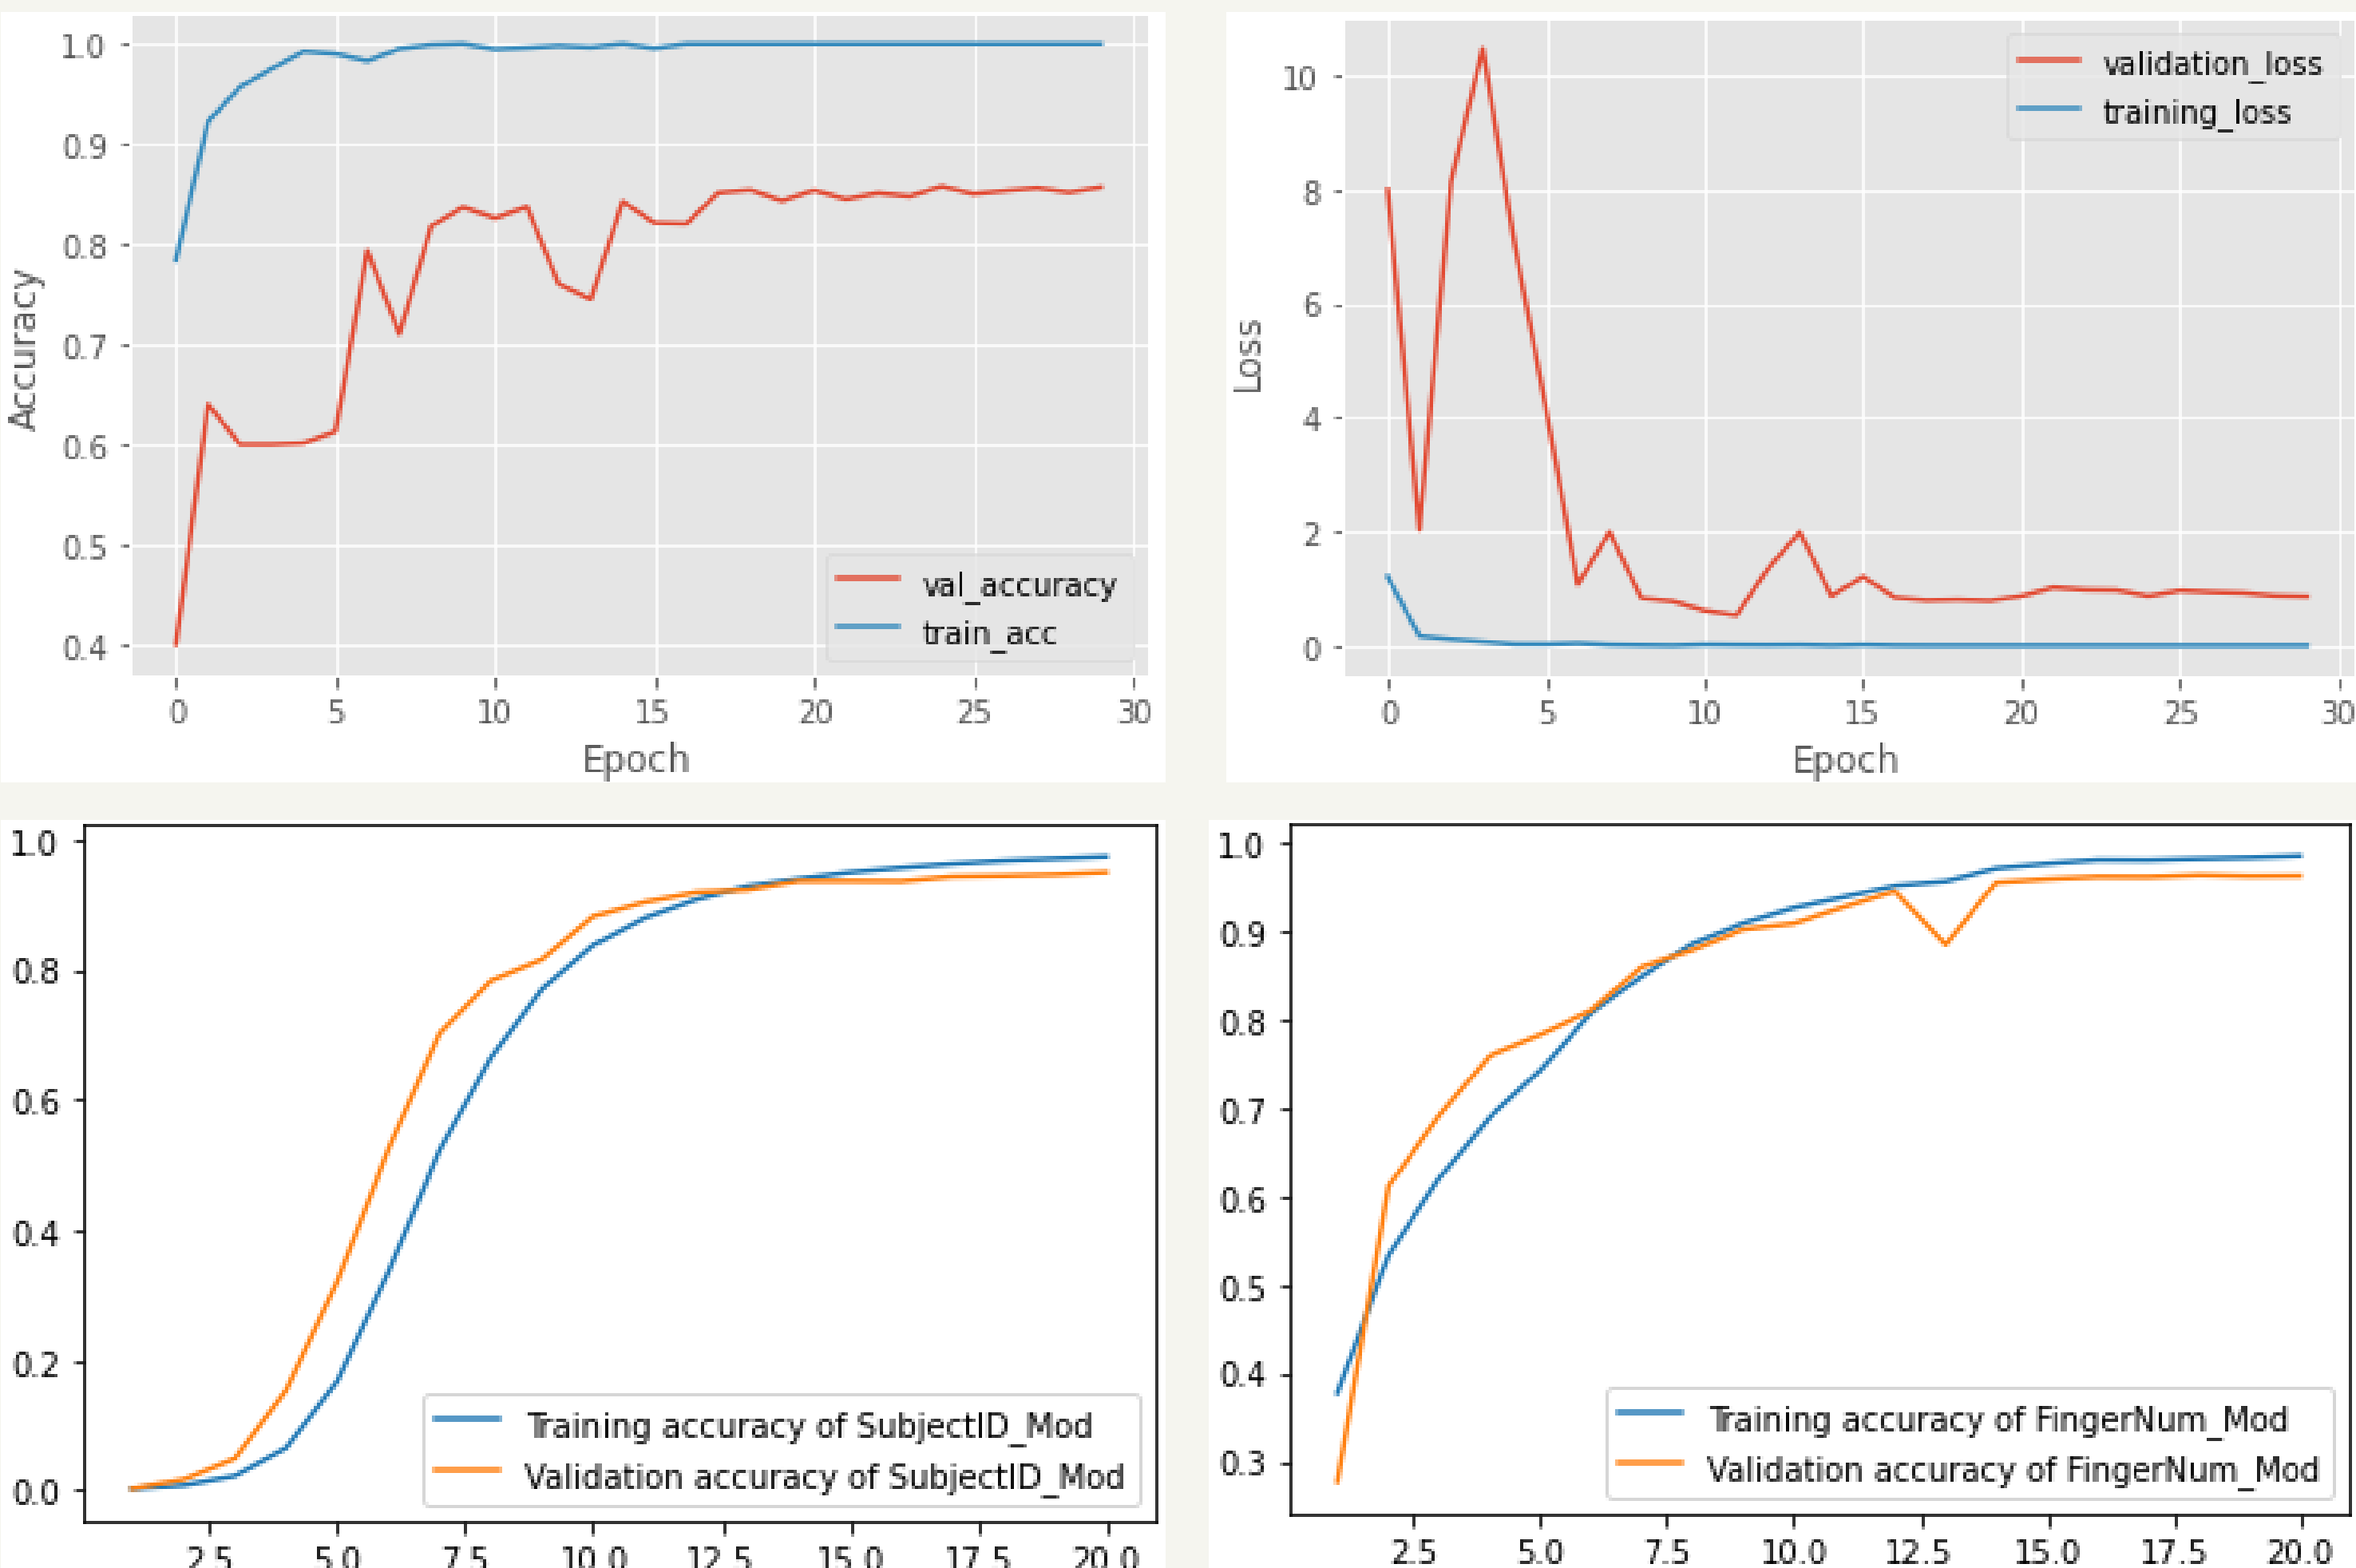 1.0
0.9
0.8
0.7
0.6
0.5
0.4
Accuracy
val_accuracy
train_acc
0 5 10 15 20 25 30
Epoch
10
8
6
4
2
0
Loss
validation_loss
training_loss
0 5 10 15 20 25 30
Epoch
1.0
0.8
0.6
0.4
0.2
0.0
Training accuracy of SubjectID_Mod
Validation accuracy of SubjectID_Mod
2.5 5.0 7.5 10.0 12.5 15.0 17.5 20.0
1.0
0.9
0.8
0.7
0.6
0.5
0.4
0.3
Training accuracy of FingerNum_Mod
Validation accuracy of FingerNum_Mod
2.5 5.0 7.5 10.0 12.5 15.0 17.5 20.0